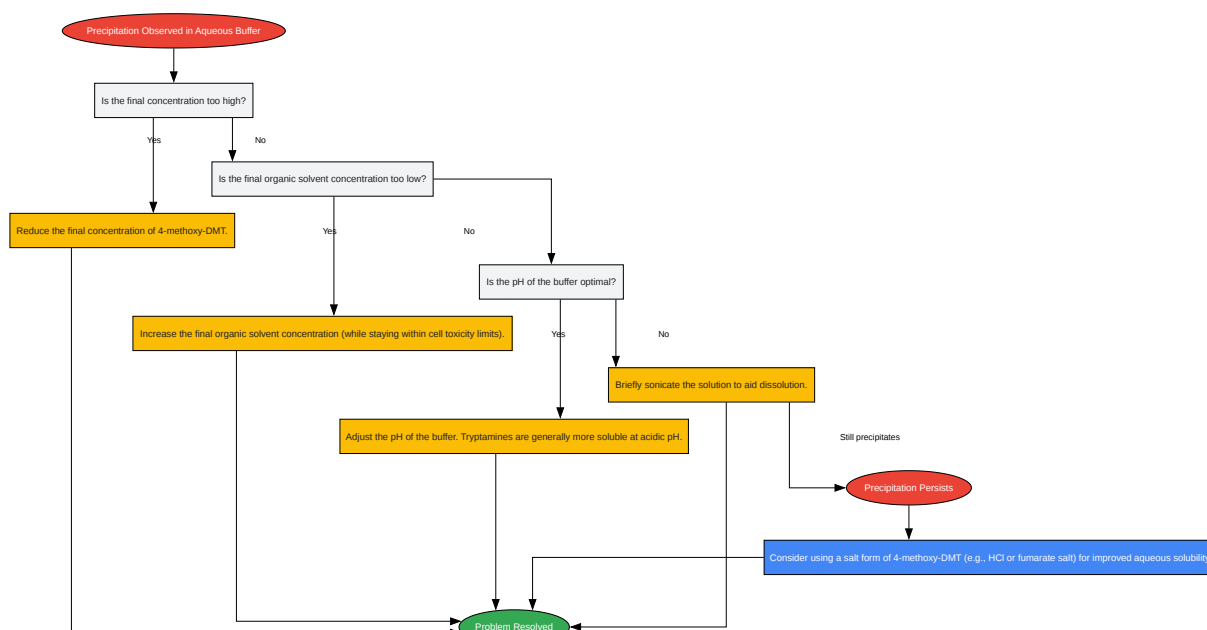 Precipitation Observed in Aqueous Buffer
Is the final concentration too high?
Yes
No
Is the final organic solvent concentration too low?
Reduce the final concentration of 4-methoxy-DMT.
Yes
No
Is the pH of the buffer optimal?
Increase the final organic solvent concentration (while staying within cell toxicity limits).
Yes
No
Briefly sonicate the solution to aid dissolution.
Adjust the pH of the buffer. Tryptamines are generally more soluble at acidic pH.
Still precipitates
Precipitation Persists
Consider using a salt form of 4-methoxy-DMT (e.g., HCl or fumarate salt) for improved aqueous solubility
Problem Resolved